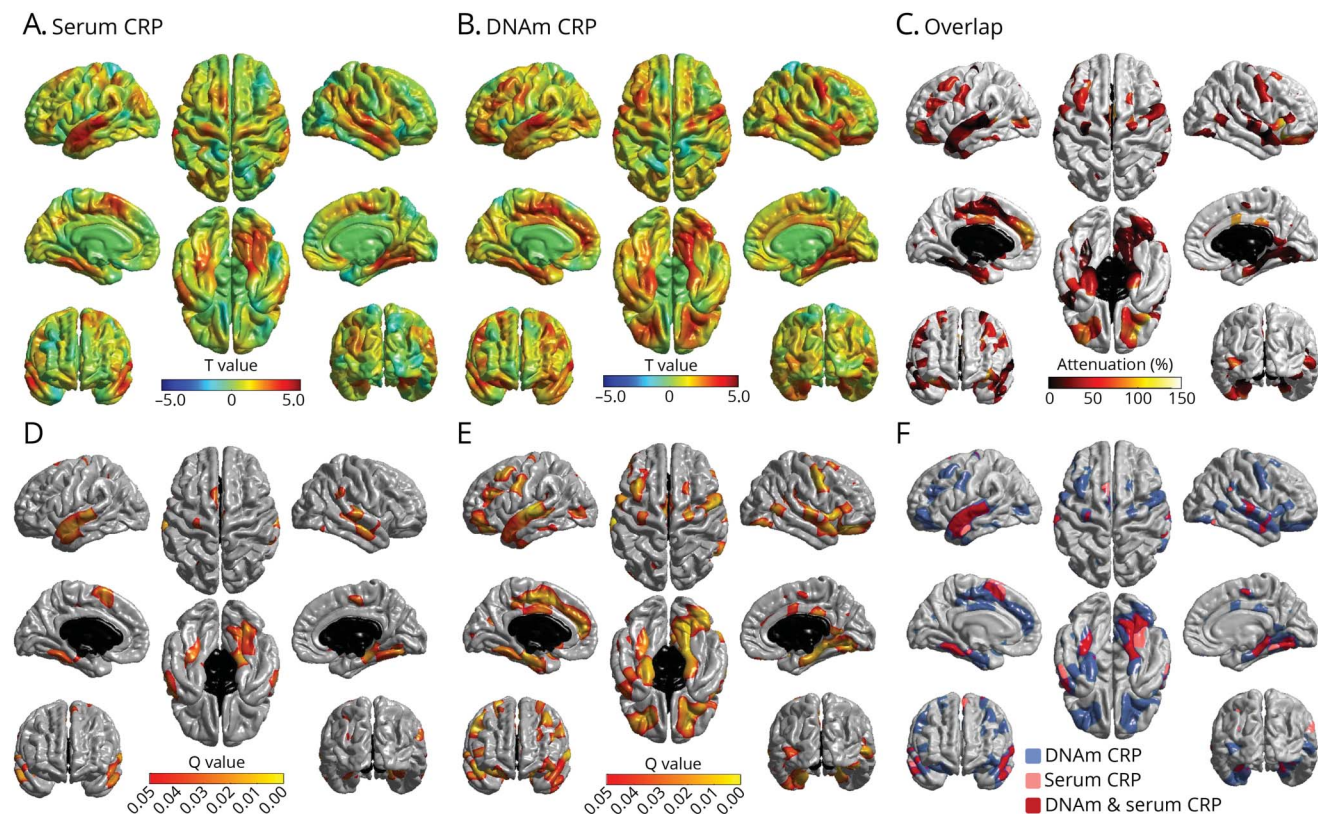 A. Serum CRP
B. DNAm CRP
C. Overlap
T value
−5.0 0 5.0
T value
−5.0 0 5.0
Attenuation (%)
0 50 100 150
D
E
F
Q value
0.05 0.04 0.03 0.02 0.01 0.00
Q value
0.05 0.04 0.03 0.02 0.01 0.00
DNAm CRP
Serum CRP
DNAm & serum CRP